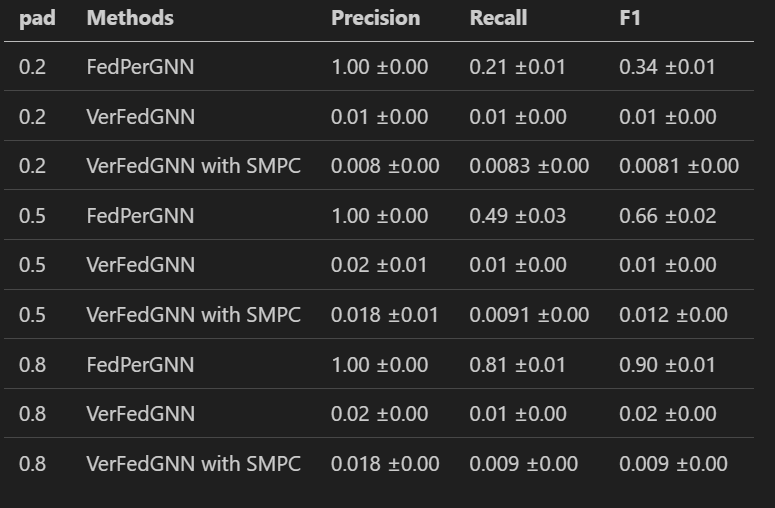 pad Methods Precision Recall F1
0.2 FedPerGNN 1.00 ±0.00 0.21 ±0.01 0.34 ±0.01
0.2 VerFedGNN 0.01 ±0.00 0.01 ±0.00 0.01 ±0.00
0.2 VerFedGNN with SMPC 0.008 ±0.00 0.0083 ±0.00 0.0081 ±0.00
0.5 FedPerGNN 1.00 ±0.00 0.49 ±0.03 0.66 ±0.02
0.5 VerFedGNN 0.02 ±0.01 0.01 ±0.00 0.01 ±0.00
0.5 VerFedGNN with SMPC 0.018 ±0.01 0.0091 ±0.00 0.012 ±0.00
0.8 FedPerGNN 1.00 ±0.00 0.81 ±0.01 0.90 ±0.01
0.8 VerFedGNN 0.02 ±0.00 0.01 ±0.00 0.02 ±0.00
0.8 VerFedGNN with SMPC 0.018 ±0.00 0.009 ±0.00 0.009 ±0.00